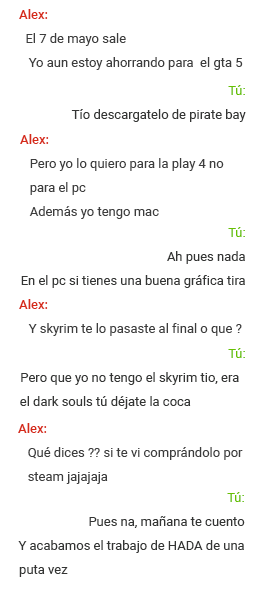 Alex:
El 7 de mayo sale
Yo aun estoy ahorrando para el gta 5
Tú:
Tío descargatelo de pirate bay
Alex:
Pero yo lo quiero para la play 4 no
para el pc
Además yo tengo mac
Tú:
Ah pues nada
En el pc si tienes una buena gráfica tira
Alex:
Y skyrim te lo pasaste al final o que ?
Tú:
Pero que yo no tengo el skyrim tio, era
el dark souls tú déjate la coca
Alex:
Qué dices ?? si te vi comprándolo por
steam jajajaja
Tú:
Pues na, mañana te cuento
Y acabamos el trabajo de HADA de una
puta vez